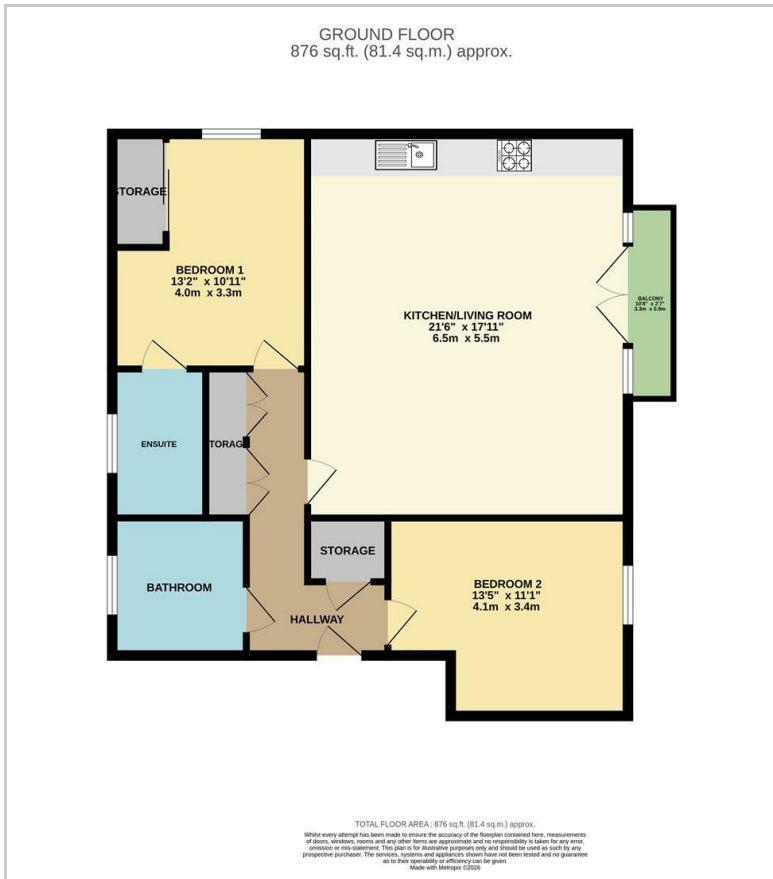 GROUND FLOOR
876 sq.ft. (81.4 sq.m.) approx.
STORAGE
BEDROOM 1
13'2" x 10'11"
4.0m x 3.3m
KITCHEN/LIVING ROOM
21'6" x 17'11"
6.5m x 5.5m
BALCONY
10'8" x 2'7"
3.3m x 0.8m
ENSUITE
STORAGE
BATHROOM
STORAGE
HALLWAY
BEDROOM 2
13'5" x 11'1"
4.1m x 3.4m
TOTAL FLOOR AREA : 876 sq.ft. (81.4 sq.m.) approx.
Whilst every attempt has been made to ensure the accuracy of the floorplan contained here, measurements
of doors, windows, rooms and any other items are approximate and no responsibility is taken for any error,
omission or mis-statement. This plan is for illustrative purposes only and should be used as such by any
prospective purchaser. The services, systems and appliances shown have not been tested and no guarantee
as to their operability or efficiency can be given.
Made with Metropix ©2026